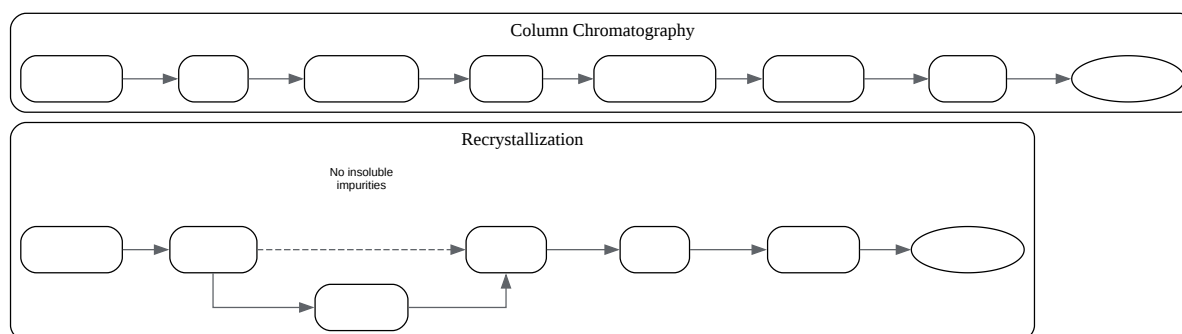 Column Chromatography
Recrystallization
No insoluble
impurities